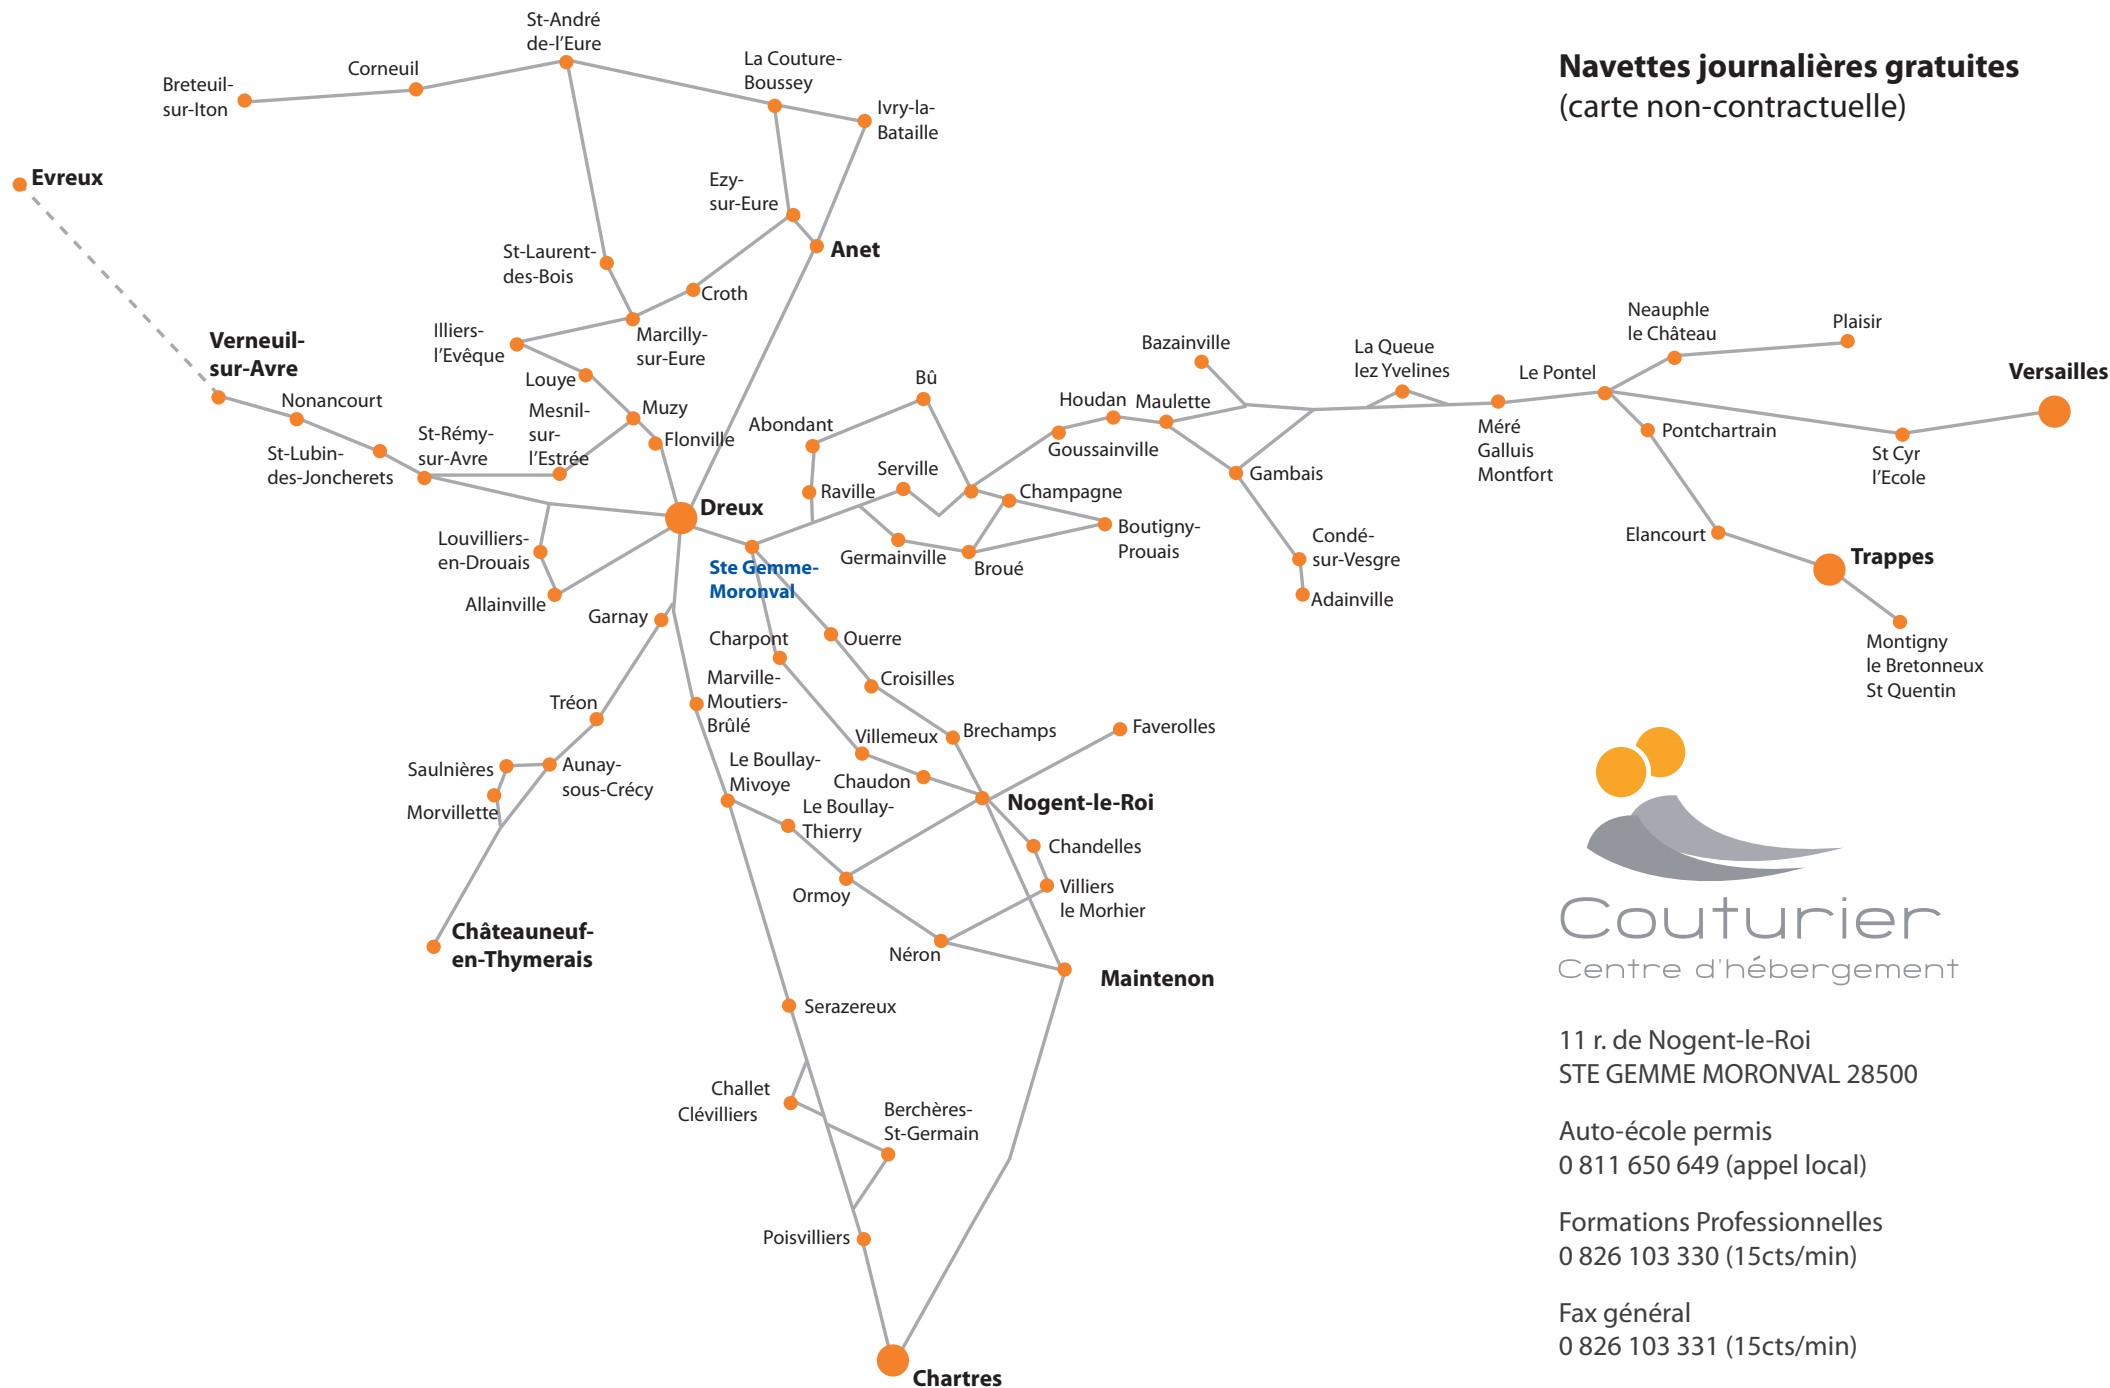 St-André
de-l'Eure
La Couture-
Boussey
Corneuil
Breteuil-
sur-Iton
Ivry-la-
Bataille
Navettes journalières gratuites
(carte non-contractuelle)
Evreux
Ezy-
sur-Eure
Anet
St-Laurent-
des-Bois
Croth
Illiers-
l'Evêque
Marcilly-
sur-Eure
Verneuil-
sur-Avre
Louye
Nonancourt
Mesnil-
sur-
l'Estrée
Muzy
Flonville
St-Rémy-
sur-Avre
St-Lubin-
des-Joncherets
Dreux
Abondant
Bû
Raville
Serville
Champagne
Boutigny-
Prouais
Germainville
Broué
Goussainville
Houdan
Maulette
Bazainville
Gambais
Condé-
sur-Vesgre
Adainville
La Queue
lez Yvelines
Méré
Galluis
Montfort
Le Pontel
Neauphle
le Château
Plaisir
Versailles
St Cyr
l'Ecole
Pontchartrain
Elancourt
Trappes
Montigny
le Bretonneux
St Quentin
Louvilliers-
en-Drouais
Allainville
Ste Gemme-
Moronval
Garnay
Charpont
Ouerre
Croisilles
Marville-
Moutiers-
Brûlé
Tréon
Villemeux
Brechamps
Faverolles
Saulnières
Aunay-
sous-Crécy
Morvillette
Le Boullay-
Mivoye
Chaudon
Le Boullay-
Thierry
Nogent-le-Roi
Chandelles
Ormoy
Villiers
le Morhier
Châteauneuf-
en-Thymerais
Néron
Maintenon
Serazereux
Challet
Clévilliers
Berchères-
St-Germain
Poisvilliers
Chartres
Couturier
Centre d'hébergement
11 r. de Nogent-le-Roi
STE GEMME MORONVAL 28500
Auto-école permis
0 811 650 649 (appel local)
Formations Professionnelles
0 826 103 330 (15cts/min)
Fax général
0 826 103 331 (15cts/min)